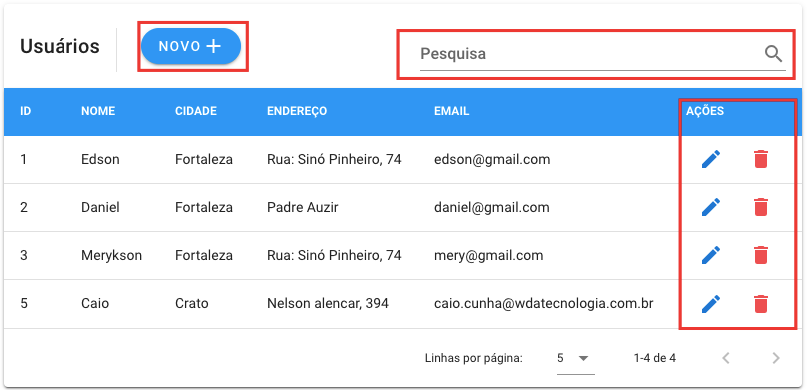 Usuários NOVO Pesquisa
ID NOME CIDADE ENDEREÇO EMAIL AÇÕES
1 Edson Fortaleza Rua: Sinó Pinheiro, 74 edson@gmail.com
2 Daniel Fortaleza Padre Auzir daniel@gmail.com
3 Merykson Fortaleza Rua: Sinó Pinheiro, 74 mery@gmail.com
5 Caio Crato Nelson alencar, 394 caio.cunha@wdatecnologia.com.br
Linhas por página: 5 1-4 de 4